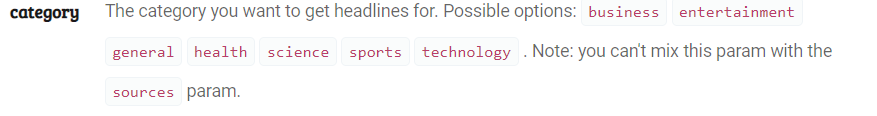 category The category you want to get headlines for. Possible options: business entertainment
general health science sports technology . Note: you can't mix this param with the
sources param.